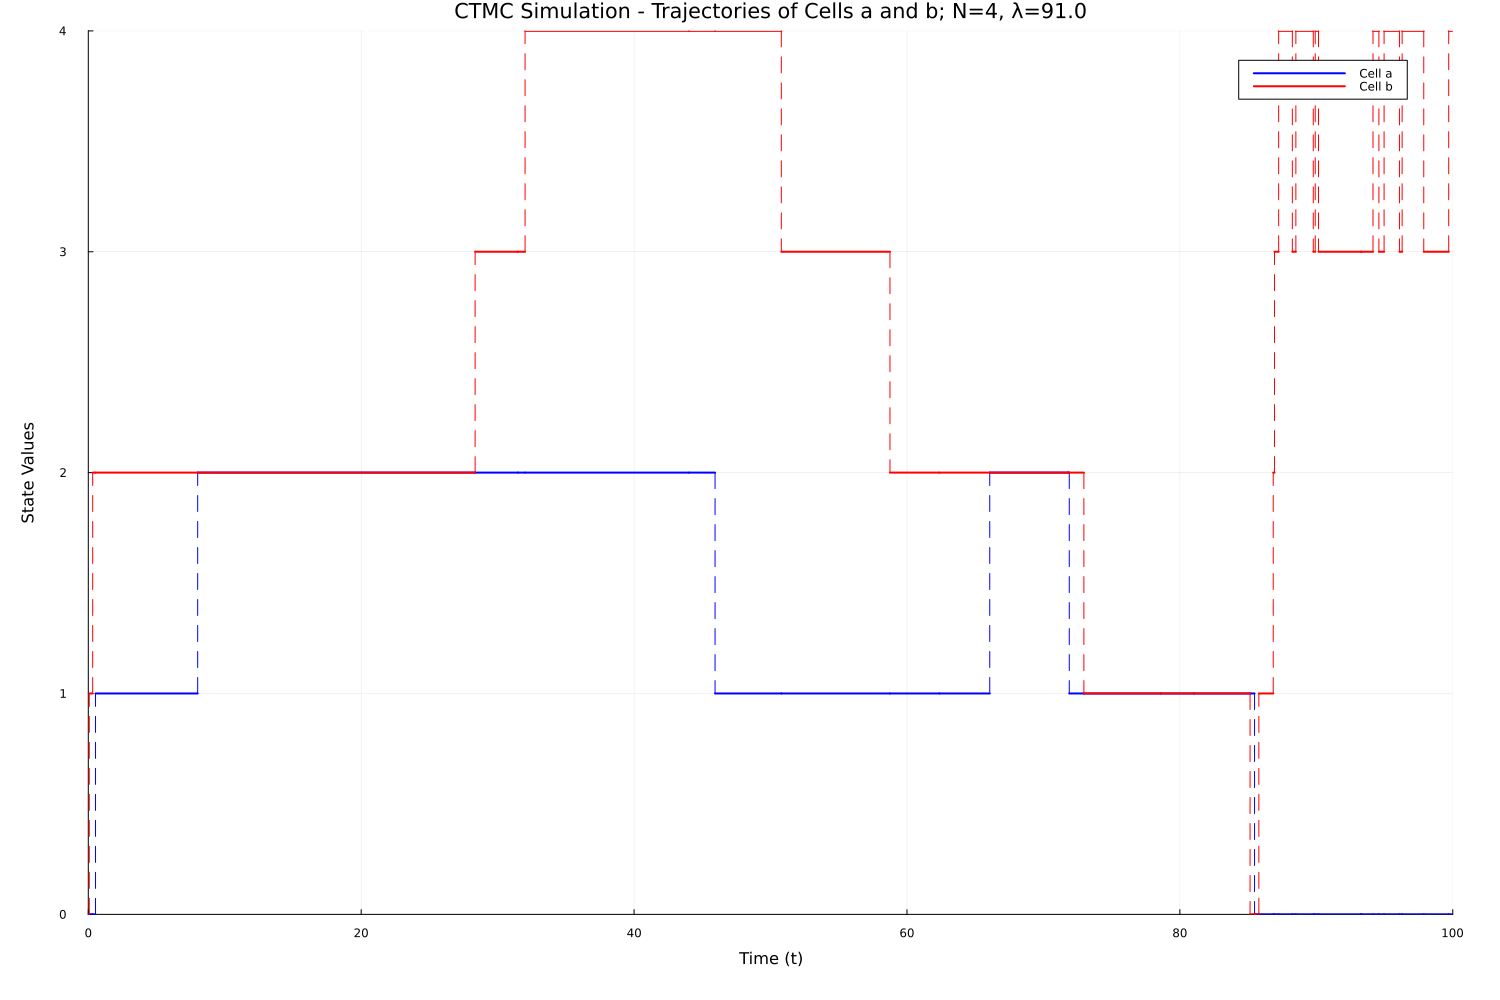 CTMC Simulation - Trajectories of Cells a and b; N=4, λ=91.0
4
Cell a
Cell b
3
State Values
2
1
0
0 20 40 60 80 100
Time (t)